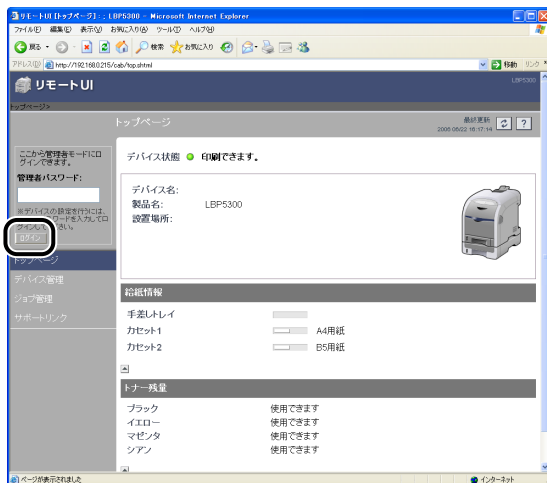 リモートUI [トップページ] : ; LBP5300 - Microsoft Internet Explorer
ファイル(F) 編集(E) 表示(V) お気に入り(A) ツール(T) ヘルプ(H)
戻る 検索 お気に入り
アドレス(D) http://192.168.0.215/cab/top.shtml 移動 リンク
リモートUI LBP5300
トップページ>
トップページ 最終更新
2006 06/22 16:17:14
ここから管理者モードにログインできます。
管理者パスワード:
※デバイスの設定を行うには、
ログイン
トップページ
デバイス管理
ジョブ管理
サポートリンク
デバイス状態 印刷できます。
デバイス名:
製品名: LBP5300
設置場所:
給紙情報
手差しトレイ
カセット1 A4用紙
カセット2 B5用紙
トナー残量
ブラック 使用できます
イエロー 使用できます
マゼンタ 使用できます
シアン 使用できます
ページが表示されました インターネット